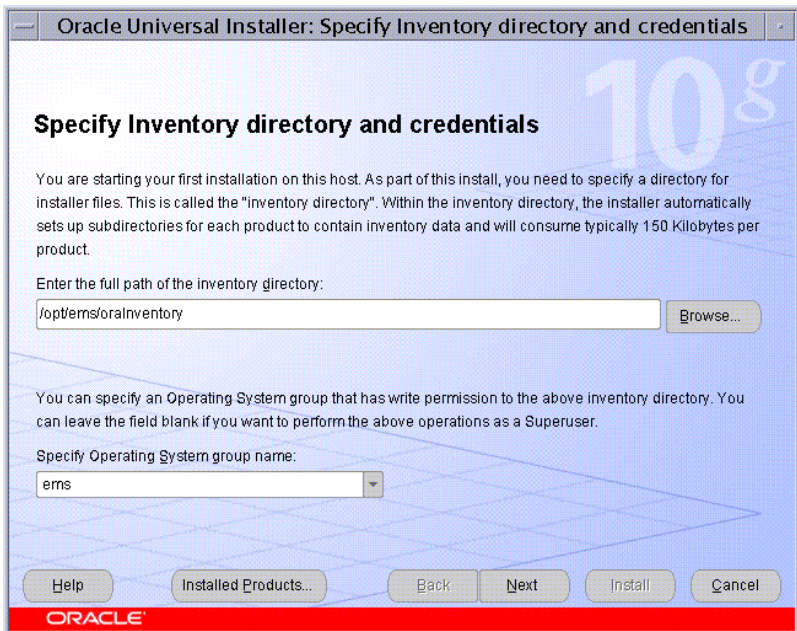 Oracle Universal Installer: Specify Inventory directory and credentials
10g
Specify Inventory directory and credentials
You are starting your first installation on this host. As part of this install, you need to specify a directory for
installer files. This is called the "inventory directory". Within the inventory directory, the installer automatically
sets up subdirectories for each product to contain inventory data and will consume typically 150 Kilobytes per
product.
Enter the full path of the inventory directory:
/opt/ems/oraInventory
Browse...
You can specify an Operating System group that has write permission to the above inventory directory. You
can leave the field blank if you want to perform the above operations as a Superuser.
Specify Operating System group name:
ems
Help
Installed Products...
Back
Next
Install
Cancel
ORACLE